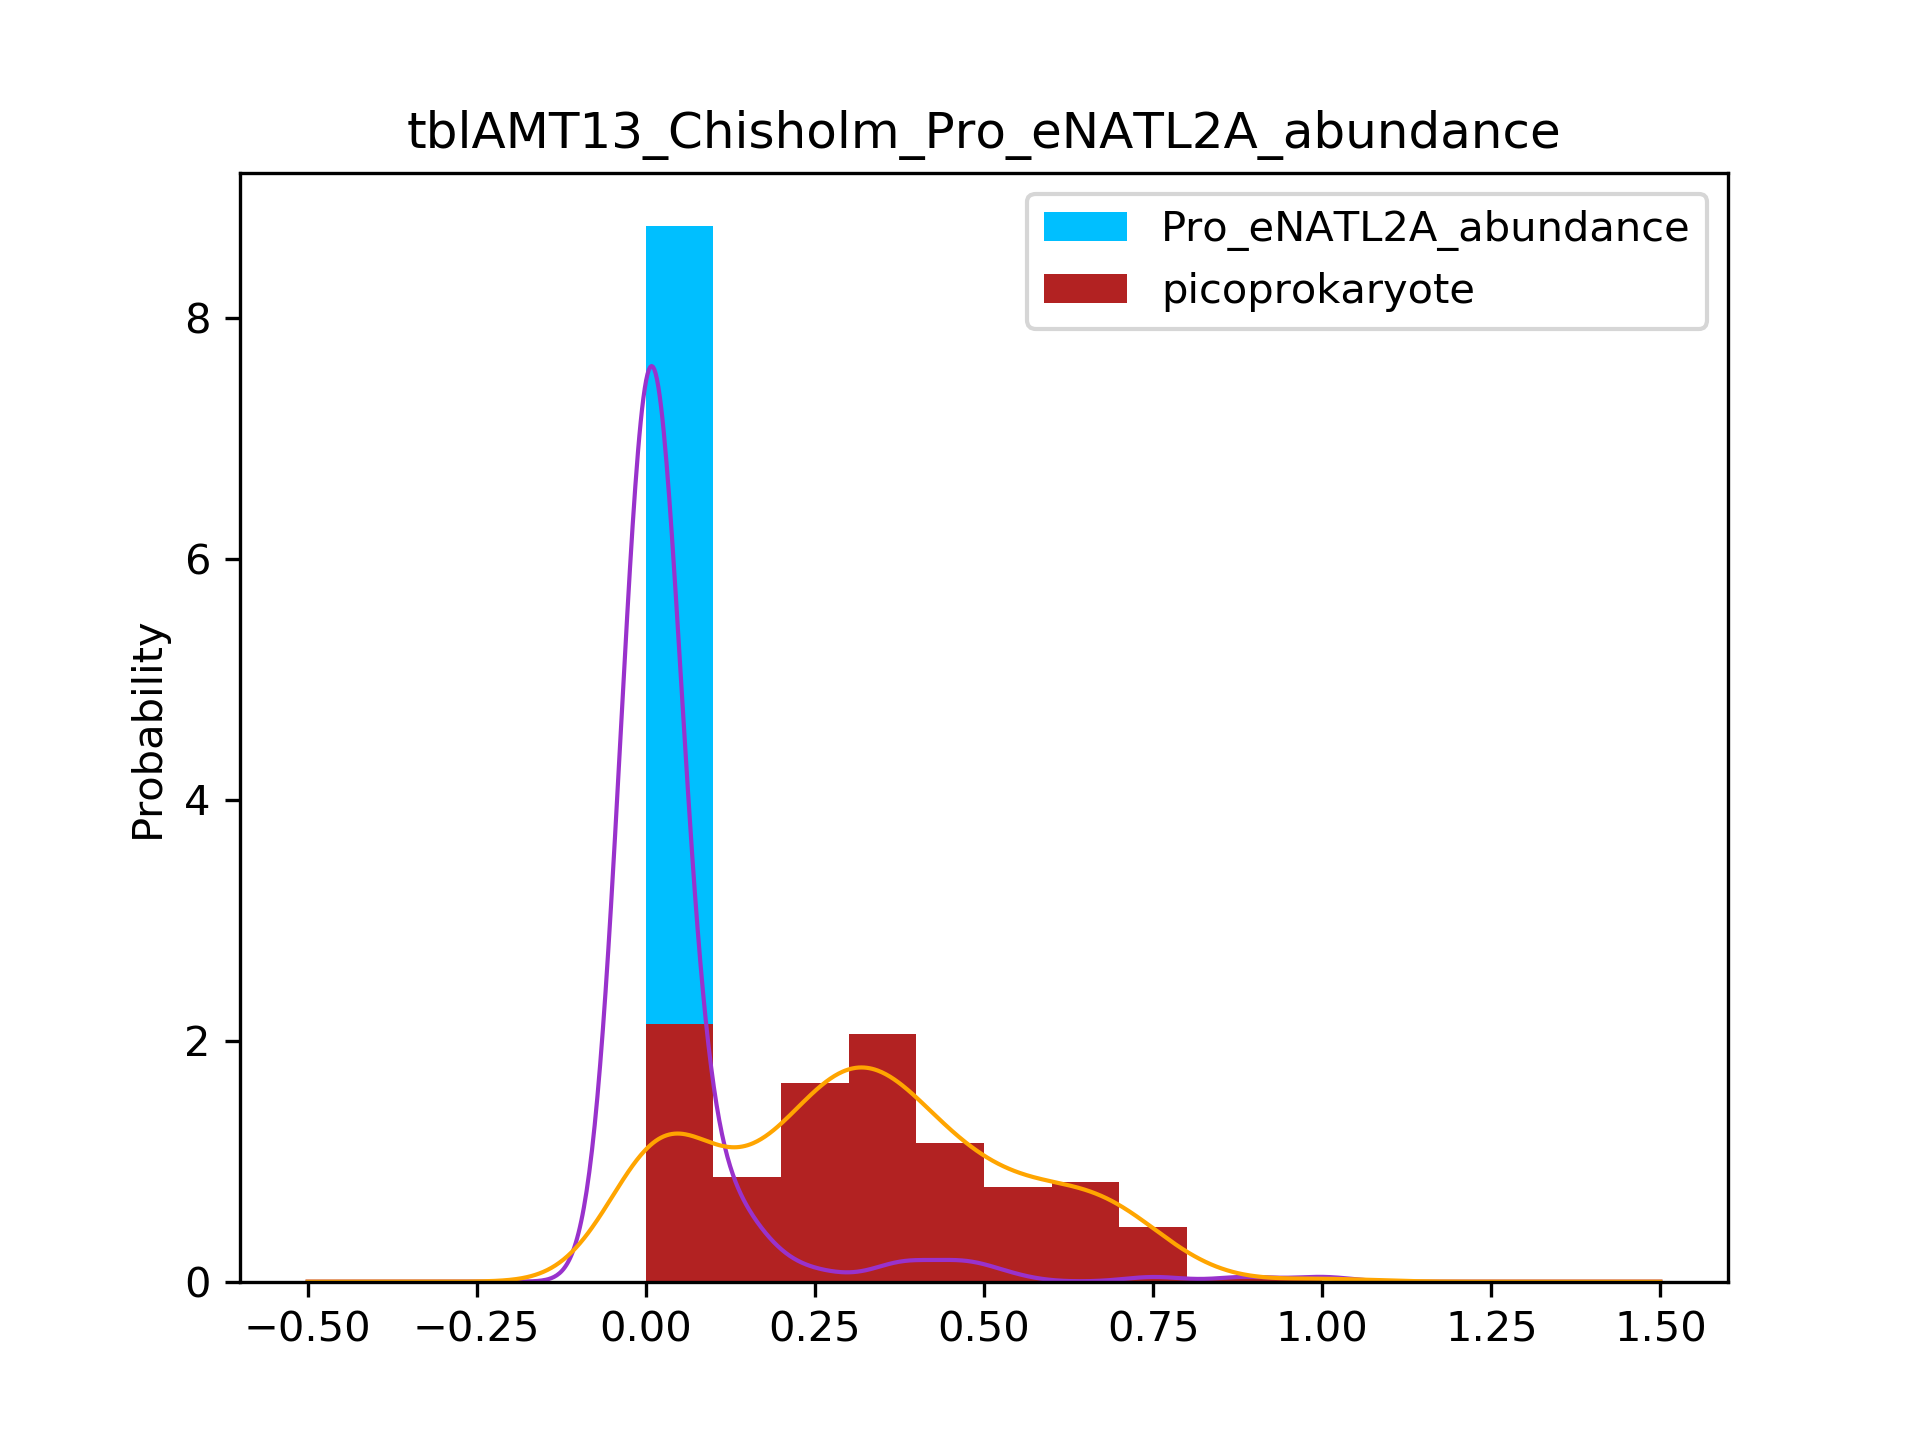 tblAMT13_Chisholm_Pro_eNATL2A_abundance
Pro_eNATL2A_abundance
picoprokaryote
Probability
8
6
4
2
0
−0.50 −0.25 0.00 0.25 0.50 0.75 1.00 1.25 1.50